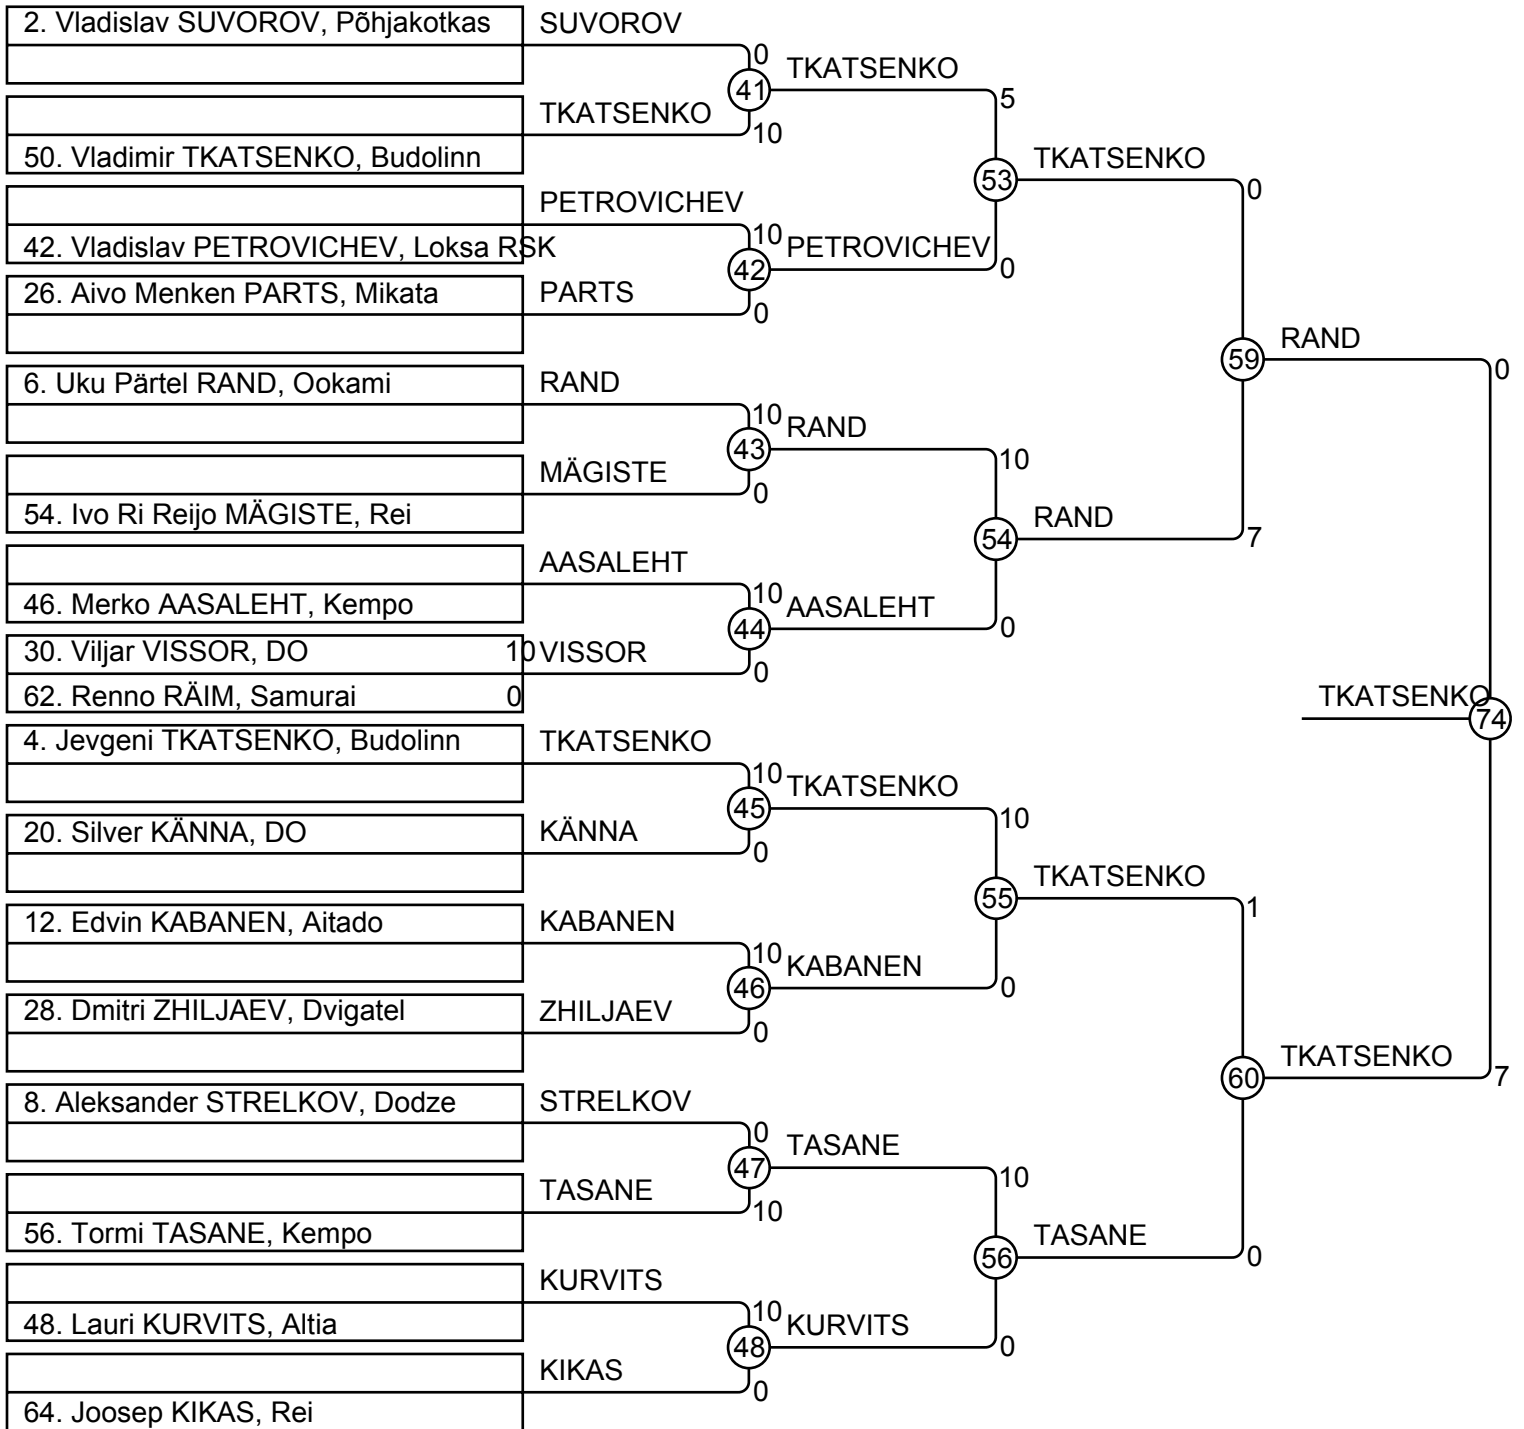 2. Vladislav SUVOROV, Põhjakotkas
SUVOROV
0
41
TKATSENKO
5
TKATSENKO
10
50. Vladimir TKATSENKO, Budolinn
53
TKATSENKO
0
PETROVICHEV
10
42. Vladislav PETROVICHEV, Loksa RSK
42
PETROVICHEV
0
26. Aivo Menken PARTS, Mikata
PARTS
0
59
RAND
0
6. Uku Pärtel RAND, Ookami
RAND
10
43
RAND
10
MÄGISTE
0
54. Ivo Ri Reijo MÄGISTE, Rei
54
RAND
7
AASALEHT
10
46. Merko AASALEHT, Kempo
44
AASALEHT
0
30. Viljar VISSOR, DO 10
VISSOR
0
62. Renno RÄIM, Samurai 0
TKATSENKO
74
4. Jevgeni TKATSENKO, Budolinn
TKATSENKO
10
45
TKATSENKO
10
20. Silver KÄNNA, DO
KÄNNA
0
55
TKATSENKO
1
12. Edvin KABANEN, Aitado
KABANEN
10
46
KABANEN
0
28. Dmitri ZHILJAEV, Dvigatel
ZHILJAEV
0
60
TKATSENKO
7
8. Aleksander STRELKOV, Dodze
STRELKOV
0
47
TASANE
10
TASANE
10
56. Tormi TASANE, Kempo
56
TASANE
0
KURVITS
10
48. Lauri KURVITS, Altia
48
KURVITS
0
KIKAS
0
64. Joosep KIKAS, Rei